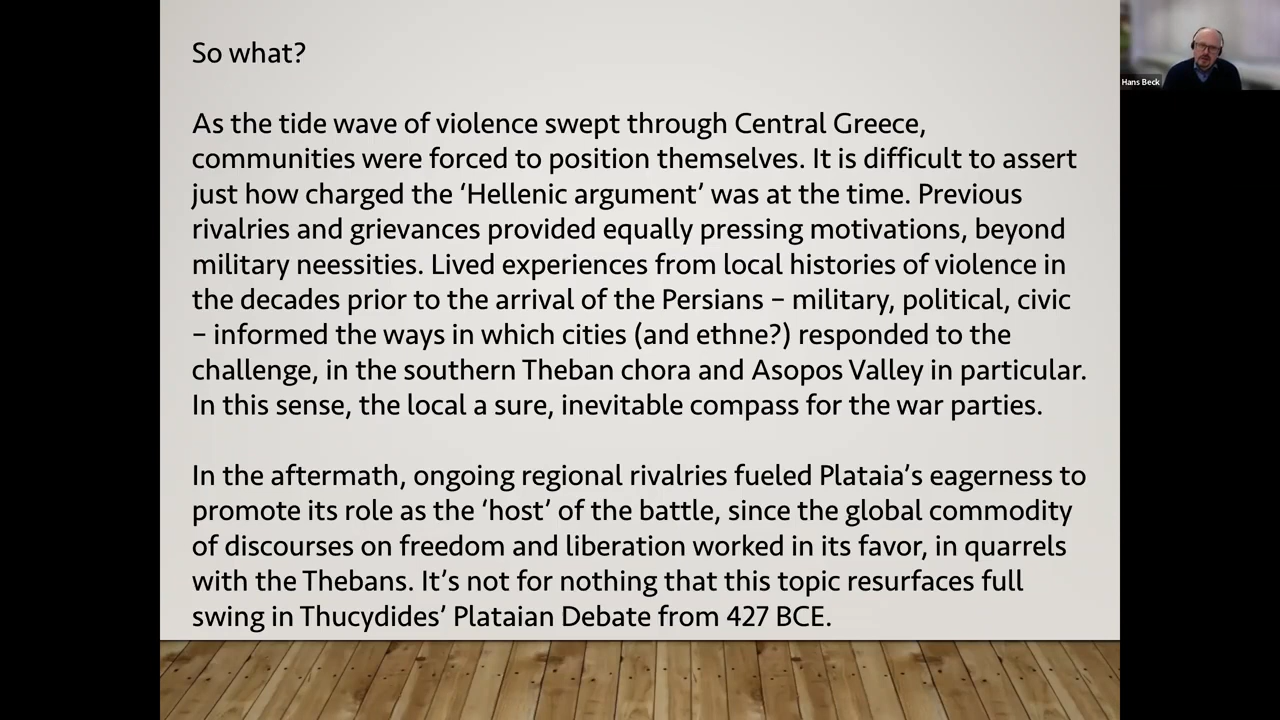 So what?
As the tide wave of violence swept through Central Greece,
communities were forced to position themselves. It is difficult to assert
just how charged the ‘Hellenic argument’ was at the time. Previous
rivalries and grievances provided equally pressing motivations, beyond
military neessities. Lived experiences from local histories of violence in
the decades prior to the arrival of the Persians – military, political, civic
– informed the ways in which cities (and ethne?) responded to the
challenge, in the southern Theban chora and Asopos Valley in particular.
In this sense, the local a sure, inevitable compass for the war parties.
In the aftermath, ongoing regional rivalries fueled Plataia’s eagerness to
promote its role as the ‘host’ of the battle, since the global commodity
of discourses on freedom and liberation worked in its favor, in quarrels
with the Thebans. It’s not for nothing that this topic resurfaces full
swing in Thucydides’ Plataian Debate from 427 BCE.
Hans Beck